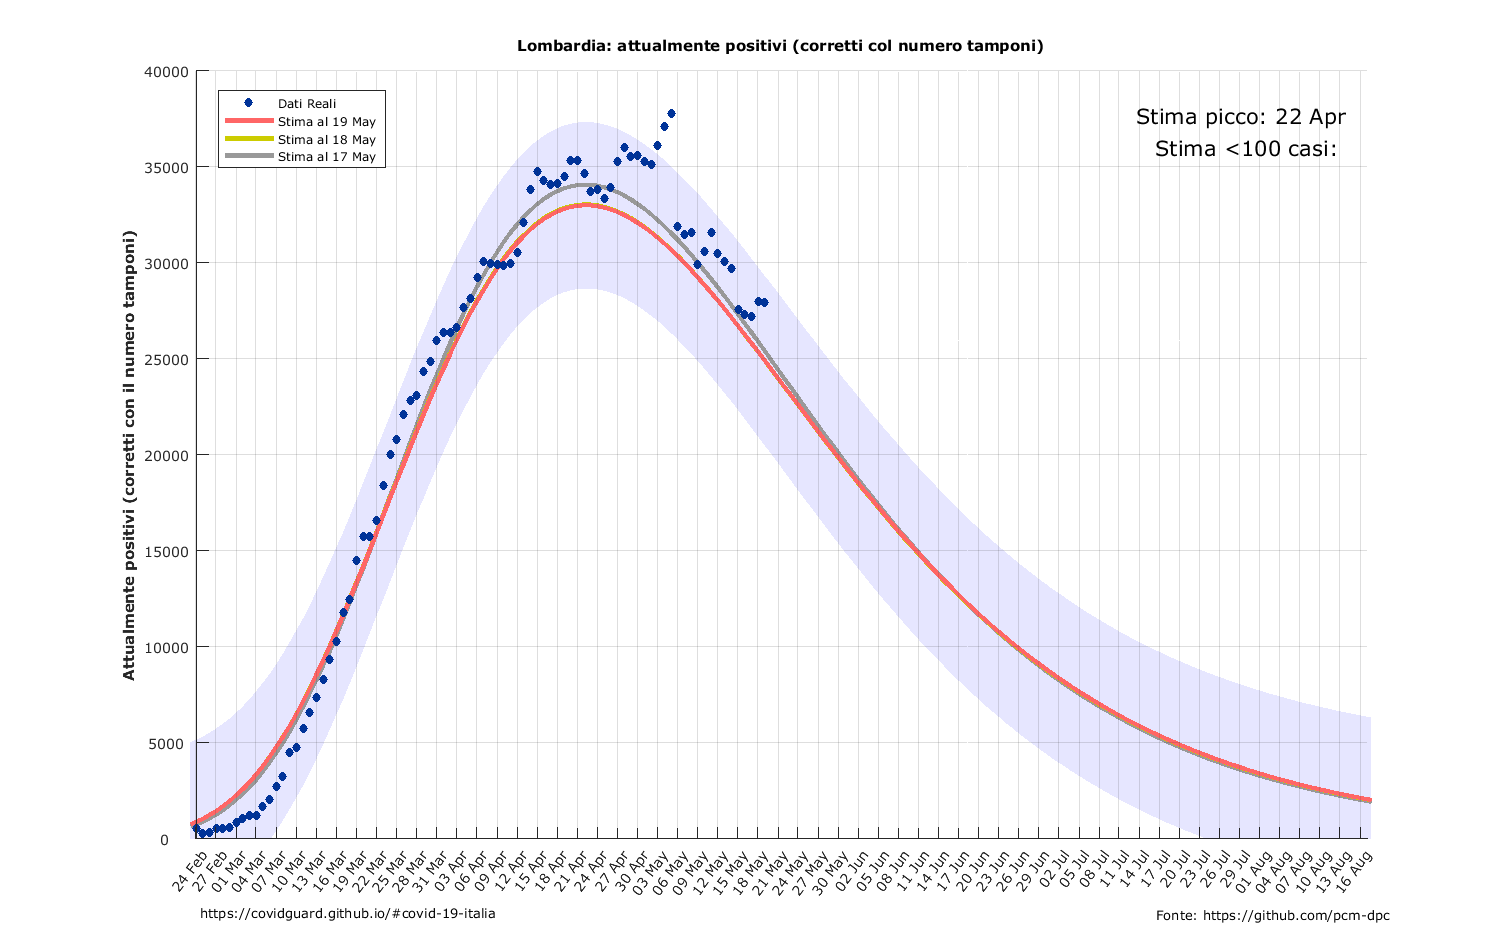 Lombardia: attualmente positivi (corretti col numero tamponi)
40000
35000
30000
25000
20000
15000
10000
5000
0
Attualmente positivi (corretti con il numero tamponi)
Dati Reali
Stima al 19 May
Stima al 18 May
Stima al 17 May
Stima picco: 22 Apr
Stima <100 casi:
24 Feb
27 Feb
01 Mar
04 Mar
07 Mar
10 Mar
13 Mar
16 Mar
19 Mar
22 Mar
25 Mar
28 Mar
31 Mar
03 Apr
06 Apr
09 Apr
12 Apr
15 Apr
18 Apr
21 Apr
24 Apr
27 Apr
30 Apr
03 May
06 May
09 May
12 May
15 May
18 May
21 May
24 May
27 May
30 May
02 Jun
05 Jun
08 Jun
11 Jun
14 Jun
17 Jun
20 Jun
23 Jun
26 Jun
29 Jun
02 Jul
05 Jul
08 Jul
11 Jul
14 Jul
17 Jul
20 Jul
23 Jul
26 Jul
29 Jul
01 Aug
04 Aug
07 Aug
10 Aug
13 Aug
16 Aug
https://covidguard.github.io/#covid-19-italia
Fonte: https://github.com/pcm-dpc